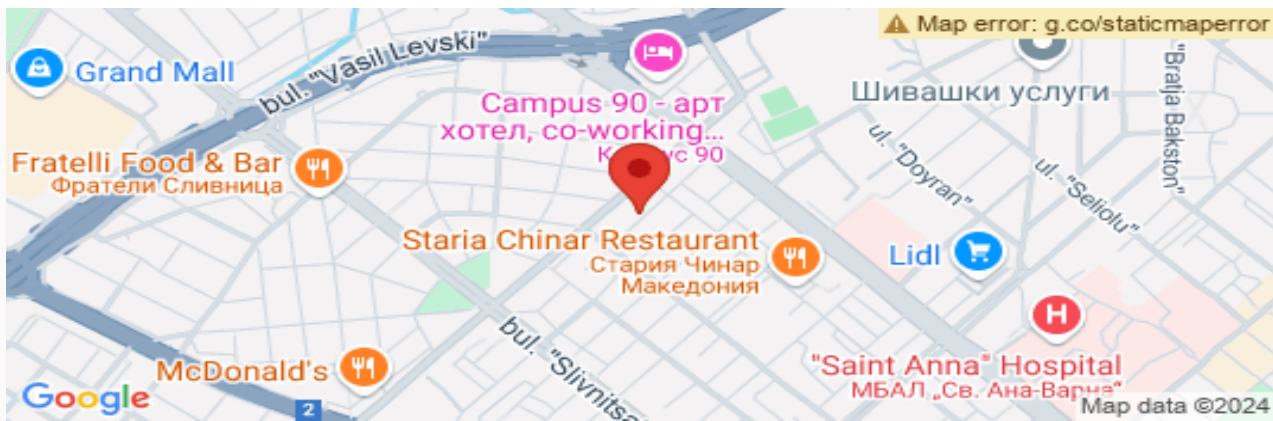 Map error: g.co/staticmaperror
Grand Mall
bul. "Vasil Levski"
Campus 90 - арт
хотел, co-working...
90
Шивашки услуги
"Bratja Bakston"
ul. "Doyran"
ul. "Seliolu"
Fratelli Food & Bar
Фратели Сливница
Staria Chinar Restaurant
Стария Чинар
Македония
Lidl
bul. "Slivnitsa
McDonald's
"Saint Anna" Hospital
МБАЛ „Св. Ана-Варна“
Google
2
Map data ©2024